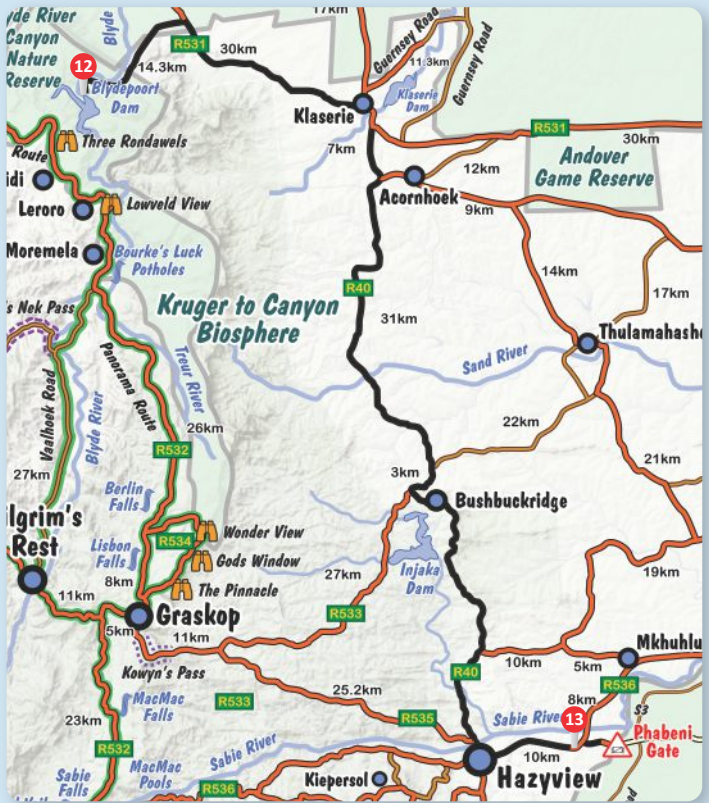 yde River
Canyon
Nature
Reserve
Blyde
12
17km
R531
30km
14.3km
Guernsey Road
11.3km
Guernsey Road
Blydepoort
Dam
Klaserie
Klaserie
Dam
R531
30km
Three Rondawels
Route
7km
12km
Andover
Game Reserve
idi
Acornhoek
9km
Leroro
Lowveld View
Moremela
Bourke's Luck
Potholes
14km
17km
R40
31km
's Nek Pass
Kruger to Canyon
Biosphere
Thulamahashe
Panorama Route
Treur River
Sand River
Vaalhoek Road
Blyde River
26km
22km
R532
27km
3km
21km
Berlin
Falls
Bushbuckridge
lgrim's
Rest
Wonder View
R534
Lisbon
Falls
Gods Window
Injaka
Dam
27km
19km
8km
The Pinnacle
11km
Graskop
R533
5km
11km
10km
Mkhuhlu
5km
Kowyn's Pass
R40
R536
MacMac
Falls
R533
25.2km
8km
S3
23km
R535
Sabie River
13
Phabeni
Gate
R532
Sabie River
10km
MacMac
Pools
Sabie
Falls
R536
Kiepersol
Hazyview